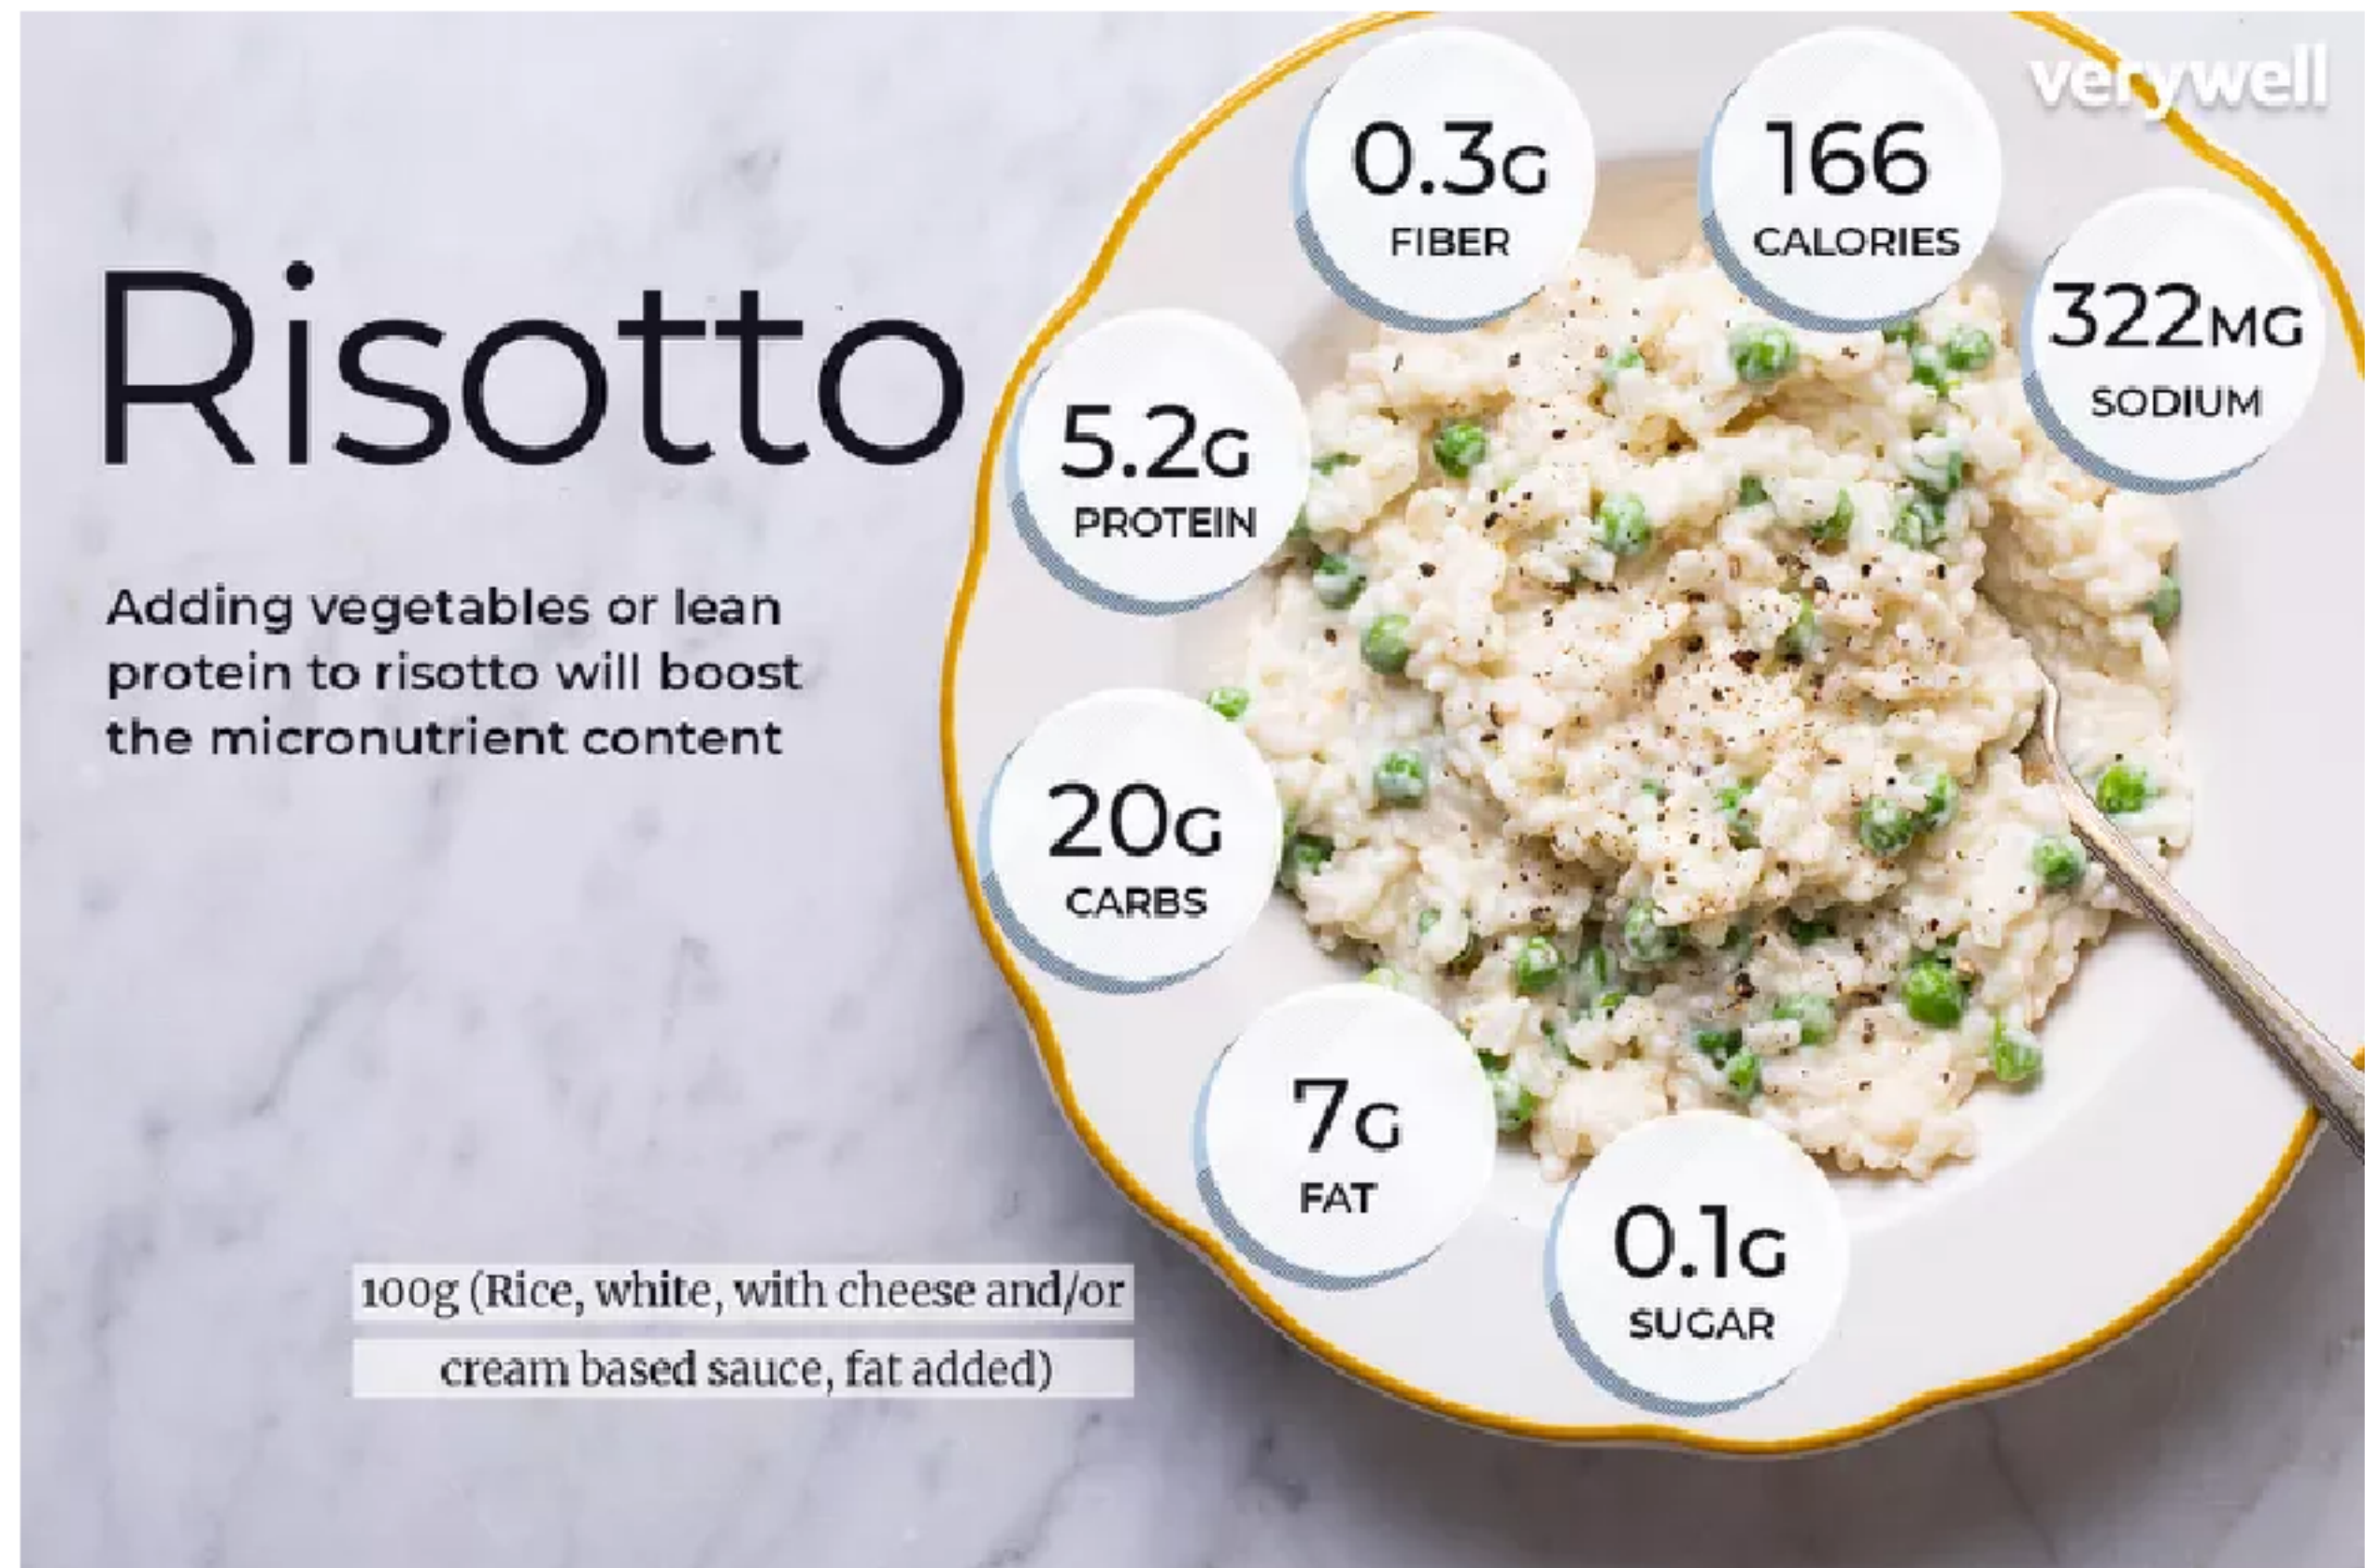 verywell
0.3G
FIBER
166
CALORIES
322MG
SODIUM
Risotto
5.2G
PROTEIN
Adding vegetables or lean
protein to risotto will boost
the micronutrient content
20G
CARBS
7G
FAT
0.1G
SUGAR
100g (Rice, white, with cheese and/or
cream based sauce, fat added)